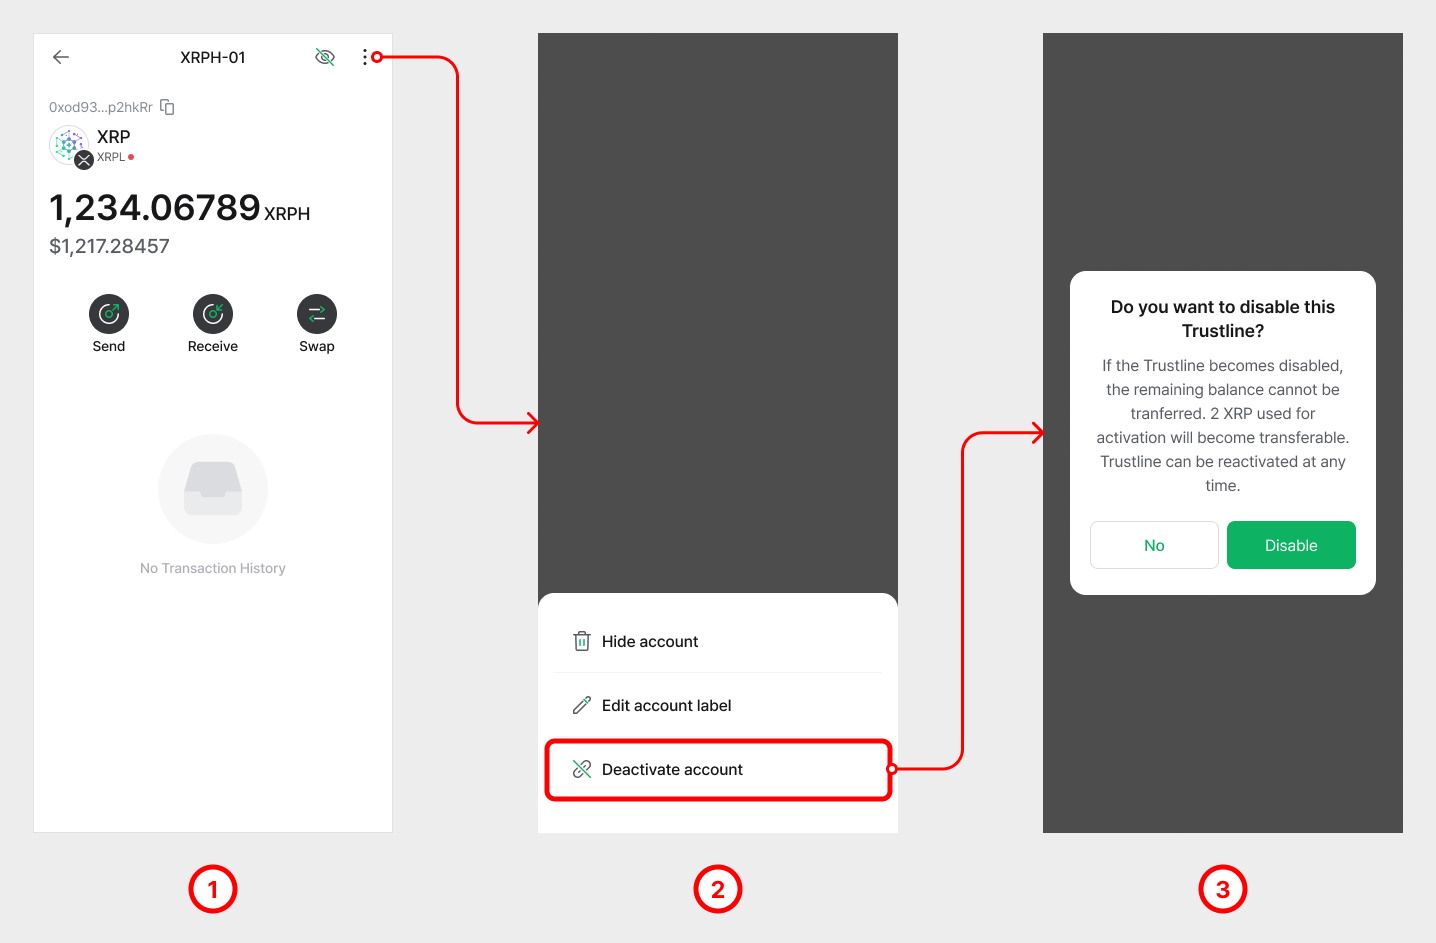 XRPH-01
0xod93...p2hkRr
XRP
XRPL
1,234.06789 XRPH
$1,217.28457
Send
Receive
Swap
No Transaction History
1
Hide account
Edit account label
Deactivate account
2
Do you want to disable this
Trustline?
If the Trustline becomes disabled,
the remaining balance cannot be
tranferred. 2 XRP used for
activation will become transferable.
Trustline can be reactivated at any
time.
No
Disable
3